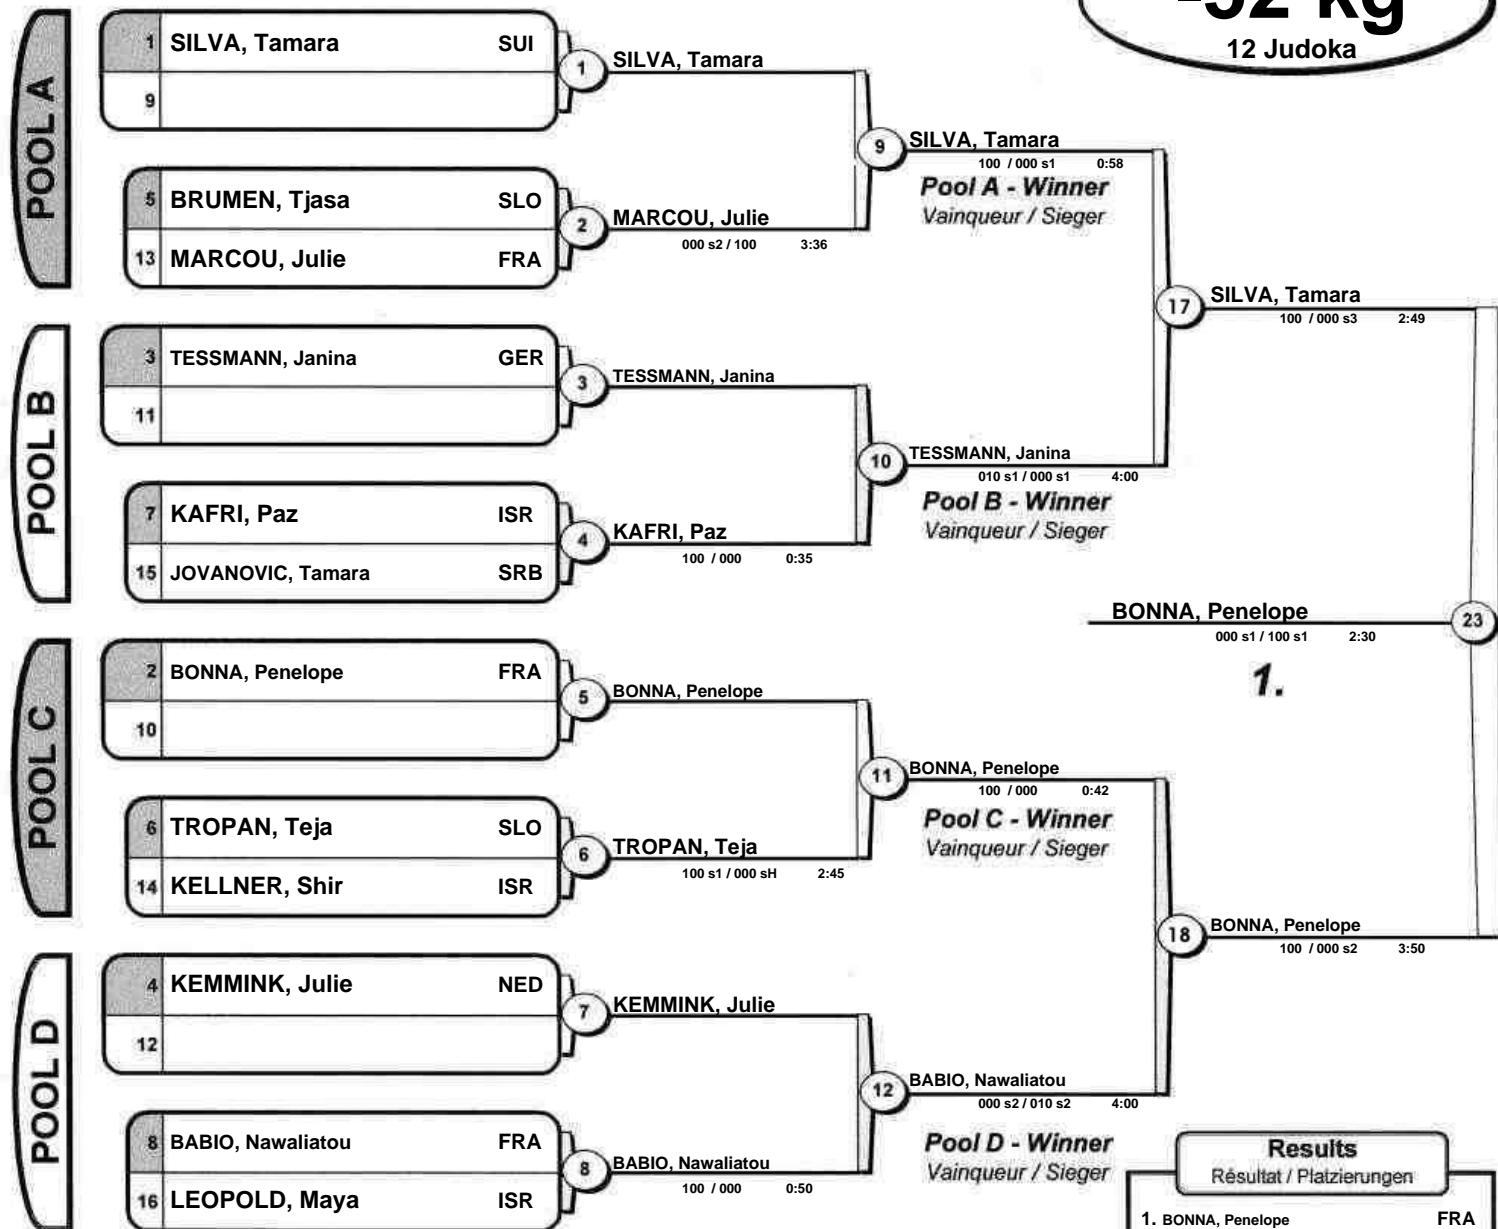 -52 kg
12 Judoka
POOL A
1 SILVA, Tamara SUI
9
5 BRUMEN, Tjasa SLO
13 MARCOU, Julie FRA
1 SILVA, Tamara
2 MARCOU, Julie
000 s2 / 100 3:36
9 SILVA, Tamara
100 / 000 s1 0:58
Pool A - Winner
Vainqueur / Sieger
POOL B
3 TESSMANN, Janina GER
11
7 KAFRI, Paz ISR
15 JOVANOVIC, Tamara SRB
3 TESSMANN, Janina
4 KAFRI, Paz
100 / 000 0:35
10 TESSMANN, Janina
010 s1 / 000 s1 4:00
Pool B - Winner
Vainqueur / Sieger
17 SILVA, Tamara
100 / 000 s3 2:49
BONNA, Penelope 23
000 s1 / 100 s1 2:30
1.
POOL C
2 BONNA, Penelope FRA
10
6 TROPAN, Teja SLO
14 KELLNER, Shir ISR
5 BONNA, Penelope
6 TROPAN, Teja
100 s1 / 000 sH 2:45
11 BONNA, Penelope
100 / 000 0:42
Pool C - Winner
Vainqueur / Sieger
18 BONNA, Penelope
100 / 000 s2 3:50
POOL D
4 KEMMINK, Julie NED
12
8 BABIO, Nawaliatou FRA
16 LEOPOLD, Maya ISR
7 KEMMINK, Julie
8 BABIO, Nawaliatou
100 / 000 0:50
12 BABIO, Nawaliatou
000 s2 / 010 s2 4:00
Pool D - Winner
Vainqueur / Sieger
Results
Résultat / Platzierungen
1. BONNA, Penelope FRA